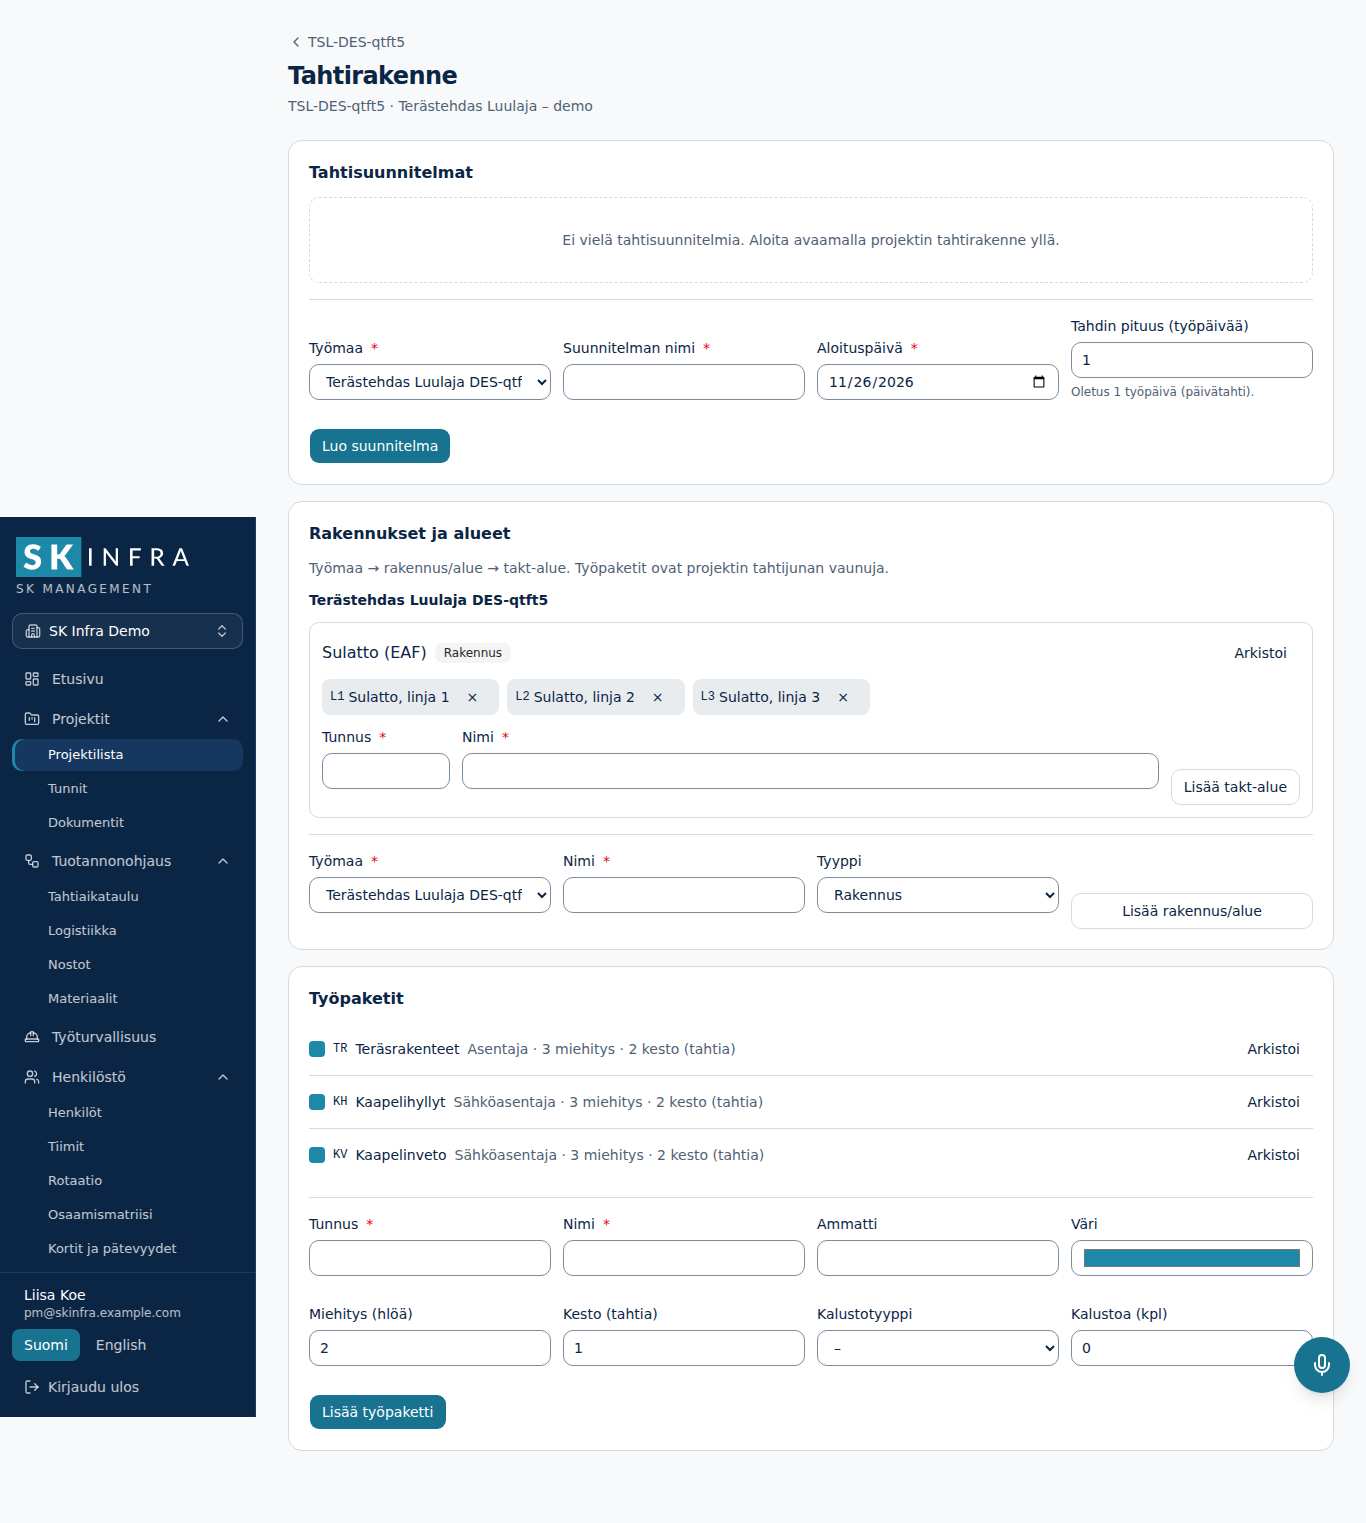 TSL-DES-qtft5
Tahtirakenne
TSL-DES-qtft5 · Terästehdas Luulaja – demo
Tahtisuunnitelmat
Ei vielä tahtisuunnitelmia. Aloita avaamalla projektin tahtirakenne yllä.
Työmaa *
Suunnitelman nimi *
Aloituspäivä *
Tahdin pituus (työpäivää)
Terästehdas Luulaja DES-qtf
11/26/2026
1
Oletus 1 työpäivä (päivätahti).
Luo suunnitelma
Rakennukset ja alueet
Työmaa → rakennus/alue → takt-alue. Työpaketit ovat projektin tahtijunan vaunuja.
Terästehdas Luulaja DES-qtft5
Sulatto (EAF) Rakennus Arkistoi
L1 Sulatto, linja 1 ×
L2 Sulatto, linja 2 ×
L3 Sulatto, linja 3 ×
Tunnus *
Nimi *
Lisää takt-alue
Työmaa *
Nimi *
Tyyppi
Terästehdas Luulaja DES-qtf
Rakennus
Lisää rakennus/alue
Työpaketit
TR Teräsrakenteet Asentaja · 3 miehitys · 2 kesto (tahtia) Arkistoi
KH Kaapelihyllyt Sähköasentaja · 3 miehitys · 2 kesto (tahtia) Arkistoi
KV Kaapelinveto Sähköasentaja · 3 miehitys · 2 kesto (tahtia) Arkistoi
Tunnus *
Nimi *
Ammatti
Väri
Miehitys (hlöä)
Kesto (tahtia)
Kalustotyyppi
Kalustoa (kpl)
2
1
–
0
Lisää työpaketti
SK INFRA
SK MANAGEMENT
SK Infra Demo
Etusivu
Projektit
Projektilista
Tunnit
Dokumentit
Tuotannonohjaus
Tahtiaikataulu
Logistiikka
Nostot
Materiaalit
Työturvallisuus
Henkilöstö
Henkilöt
Tiimit
Rotaatio
Osaamismatriisi
Kortit ja pätevyydet
Liisa Koe
pm@skinfra.example.com
Suomi English
Kirjaudu ulos